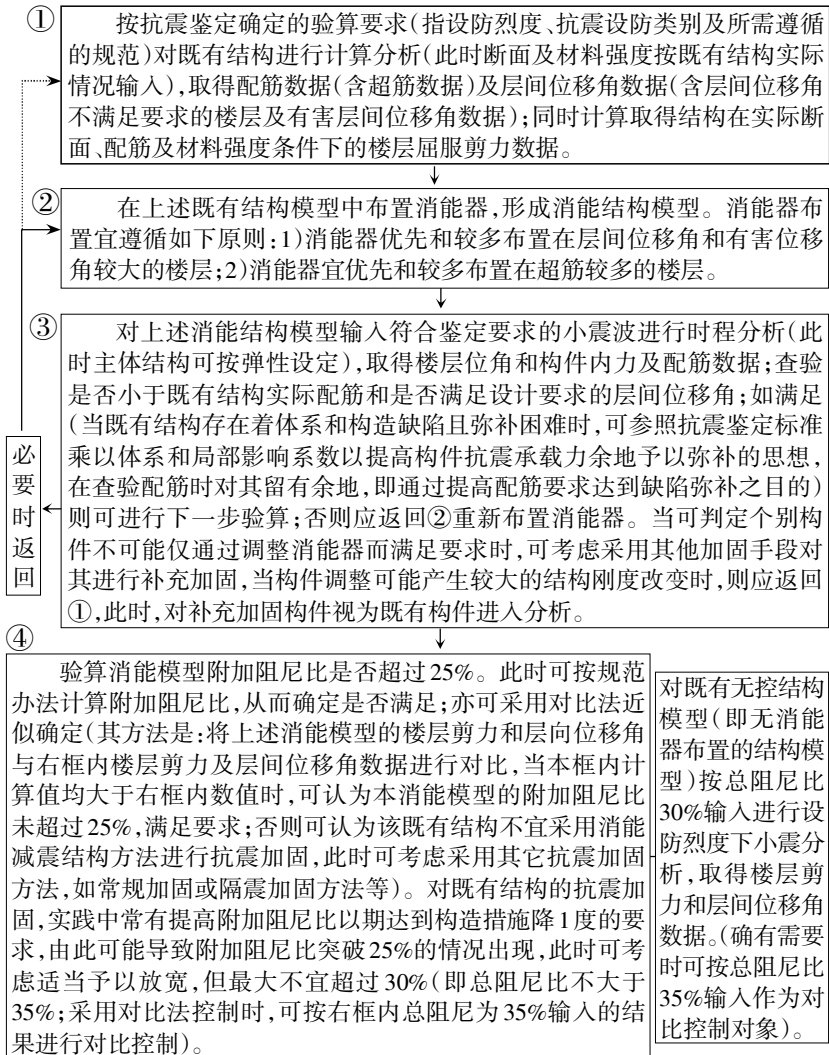 ①
按抗震鉴定确定的验算要求(指设防烈度、抗震设防类别及所需遵循
的规范)对既有结构进行计算分析(此时断面及材料强度按既有结构实际
情况输入),取得配筋数据(含超筋数据)及层间位移角数据(含层间位移角
不满足要求的楼层及有害层间位移角数据);同时计算取得结构在实际断
面、配筋及材料强度条件下的楼层屈服剪力数据。
②
在上述既有结构模型中布置消能器,形成消能结构模型。消能器布
置宜遵循如下原则:1)消能器优先和较多布置在层间位移角和有害位移
角较大的楼层;2)消能器宜优先和较多布置在超筋较多的楼层。
③
对上述消能结构模型输入符合鉴定要求的小震波进行时程分析(此
时主体结构可按弹性设定),取得楼层位角和构件内力及配筋数据;查验
是否小于既有结构实际配筋和是否满足设计要求的层间位移角;如满足
(当既有结构存在着体系和构造缺陷且弥补困难时,可参照抗震鉴定标准
乘以体系和局部影响系数以提高构件抗震承载力余地予以弥补的思想,
在查验配筋时对其留有余地,即通过提高配筋要求达到缺陷弥补之目的)
则可进行下一步验算;否则应返回②重新布置消能器。当可判定个别构
件不可能仅通过调整消能器而满足要求时,可考虑采用其他加固手段对
其进行补充加固,当构件调整可能产生较大的结构刚度改变时,则应返回
①,此时,对补充加固构件视为既有构件进入分析。
必
要
时
返
回
④
验算消能模型附加阻尼比是否超过25%。此时可按规范
办法计算附加阻尼比,从而确定是否满足;亦可采用对比法近
似确定(其方法是:将上述消能模型的楼层剪力和层向位移角
与右框内楼层剪力及层间位移角数据进行对比,当本框内计
算值均大于右框内数值时,可认为本消能模型的附加阻尼比
未超过25%,满足要求;否则可认为该既有结构不宜采用消能
减震结构方法进行抗震加固,此时可考虑采用其它抗震加固
方法,如常规加固或隔震加固方法等)。对既有结构的抗震加
固,实践中常有提高附加阻尼比以期达到构造措施降1度的要
求,由此可能导致附加阻尼比突破25%的情况出现,此时可考
虑适当予以放宽,但最大不宜超过30%(即总阻尼比不大于
35%;采用对比法控制时,可按右框内总阻尼为35%输入的结
果进行对比控制)。
对既有无控结构
模型(即无消能
器布置的结构模
型)按总阻尼比
30%输入进行设
防烈度下小震分
析,取得楼层剪
力和层间位移角
数据。(确有需要
时可按总阻尼比
35%输入作为对
比控制对象)。